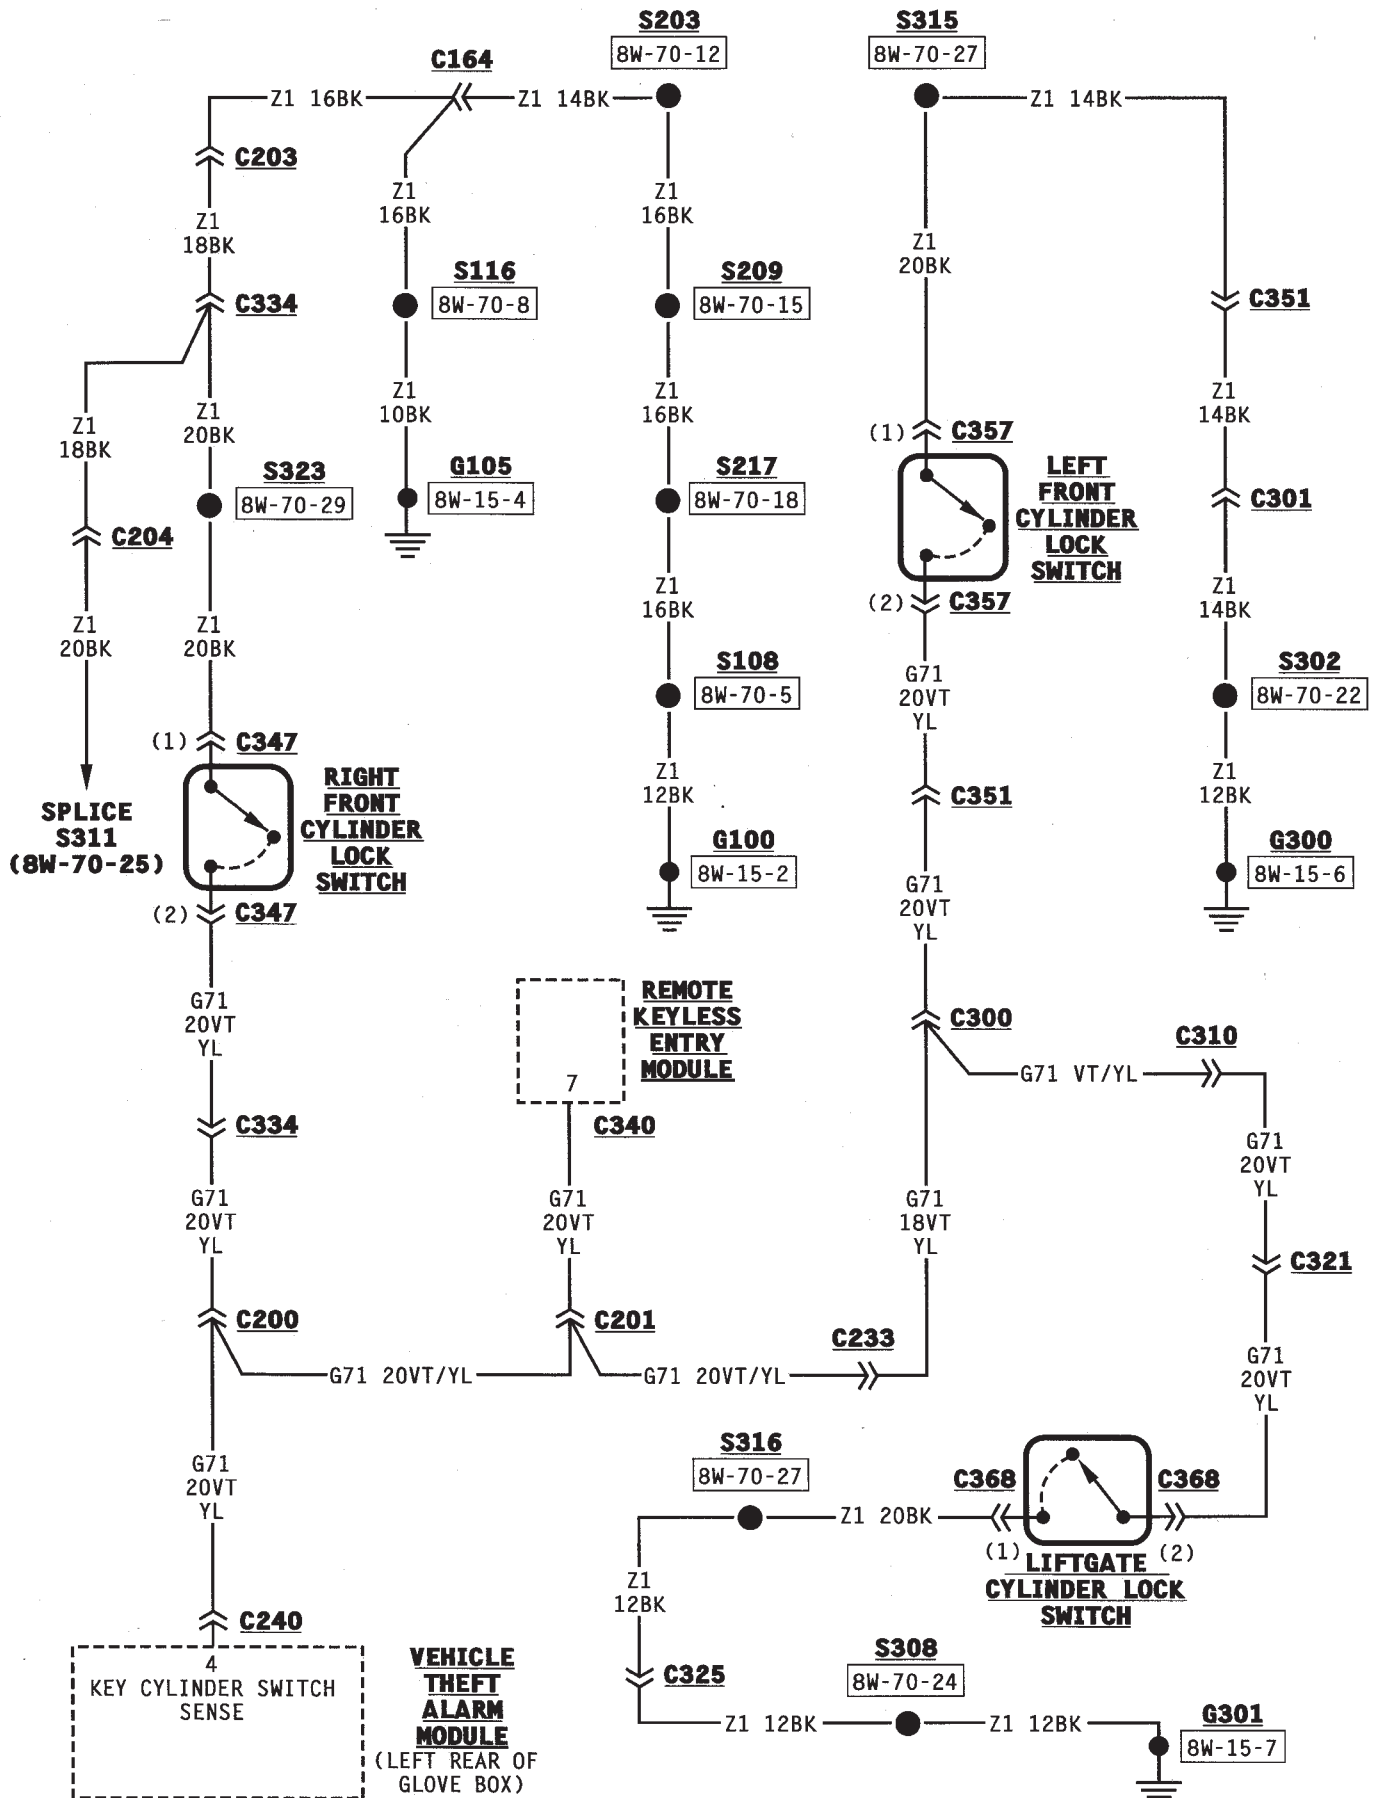 S203
8W-70-12
S315
8W-70-27
C164
Z1 16BK
Z1 14BK
Z1 14BK
C203
Z1
16BK
Z1
16BK
Z1
18BK
Z1
20BK
S116
8W-70-8
S209
8W-70-15
C334
C351
Z1
18BK
Z1
20BK
Z1
10BK
Z1
16BK
Z1
14BK
(1)
C357
S323
8W-70-29
G105
8W-15-4
S217
8W-70-18
LEFT
FRONT
CYLINDER
LOCK
SWITCH
C301
C204
Z1
20BK
Z1
20BK
Z1
16BK
(2)
C357
Z1
14BK
S108
8W-70-5
G71
20VT
YL
S302
8W-70-22
(1)
C347
RIGHT
FRONT
CYLINDER
LOCK
SWITCH
Z1
12BK
C351
Z1
12BK
SPLICE
S311
(8W-70-25)
G100
8W-15-2
G300
8W-15-6
(2)
C347
G71
20VT
YL
G71
20VT
YL
REMOTE
KEYLESS
ENTRY
MODULE
7
C300
C310
G71 VT/YL
C334
C340
G71
20VT
YL
G71
20VT
YL
G71
20VT
YL
G71
18VT
YL
C321
C200
C201
C233
G71 20VT/YL
G71 20VT/YL
G71
20VT
YL
G71
20VT
YL
S316
8W-70-27
C368
C368
Z1 20BK
(1)
(2)
LIFTGATE
CYLINDER LOCK
SWITCH
Z1
12BK
C240
4
KEY CYLINDER SWITCH
SENSE
VEHICLE
THEFT
ALARM
MODULE
(LEFT REAR OF
GLOVE BOX)
C325
S308
8W-70-24
Z1 12BK
Z1 12BK
G301
8W-15-7